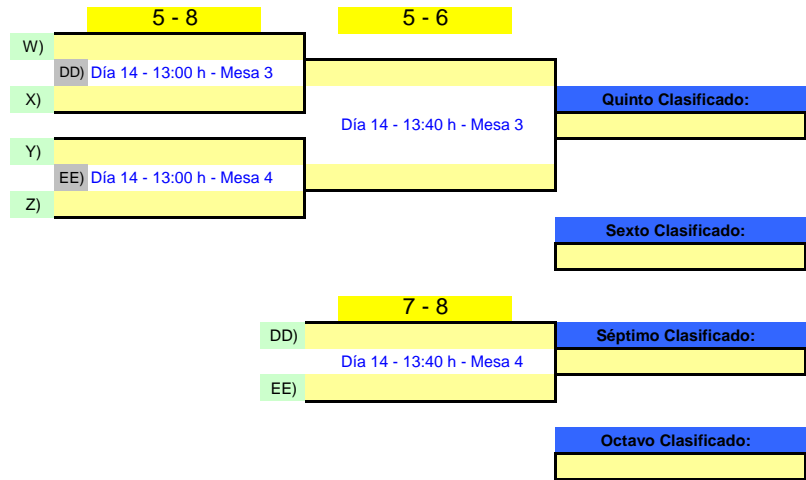 5 - 8
5 - 6
W)
DD) Día 14 - 13:00 h - Mesa 3
X)
Quinto Clasificado:
Día 14 - 13:40 h - Mesa 3
Y)
EE) Día 14 - 13:00 h - Mesa 4
Z)
Sexto Clasificado:
7 - 8
DD)
Séptimo Clasificado:
Día 14 - 13:40 h - Mesa 4
EE)
Octavo Clasificado: